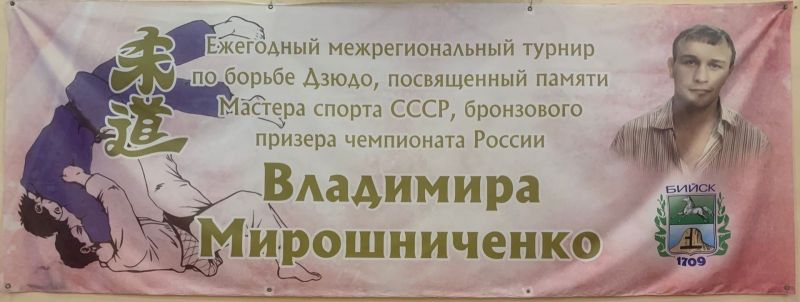 柔道
Ежегодный межрегиональный турнир
по борьбе Дзюдо, посвященный памяти
Мастера спорта СССР, бронзового
призера чемпионата России
Владимира
Мирошниченко
БИЙСК
1709